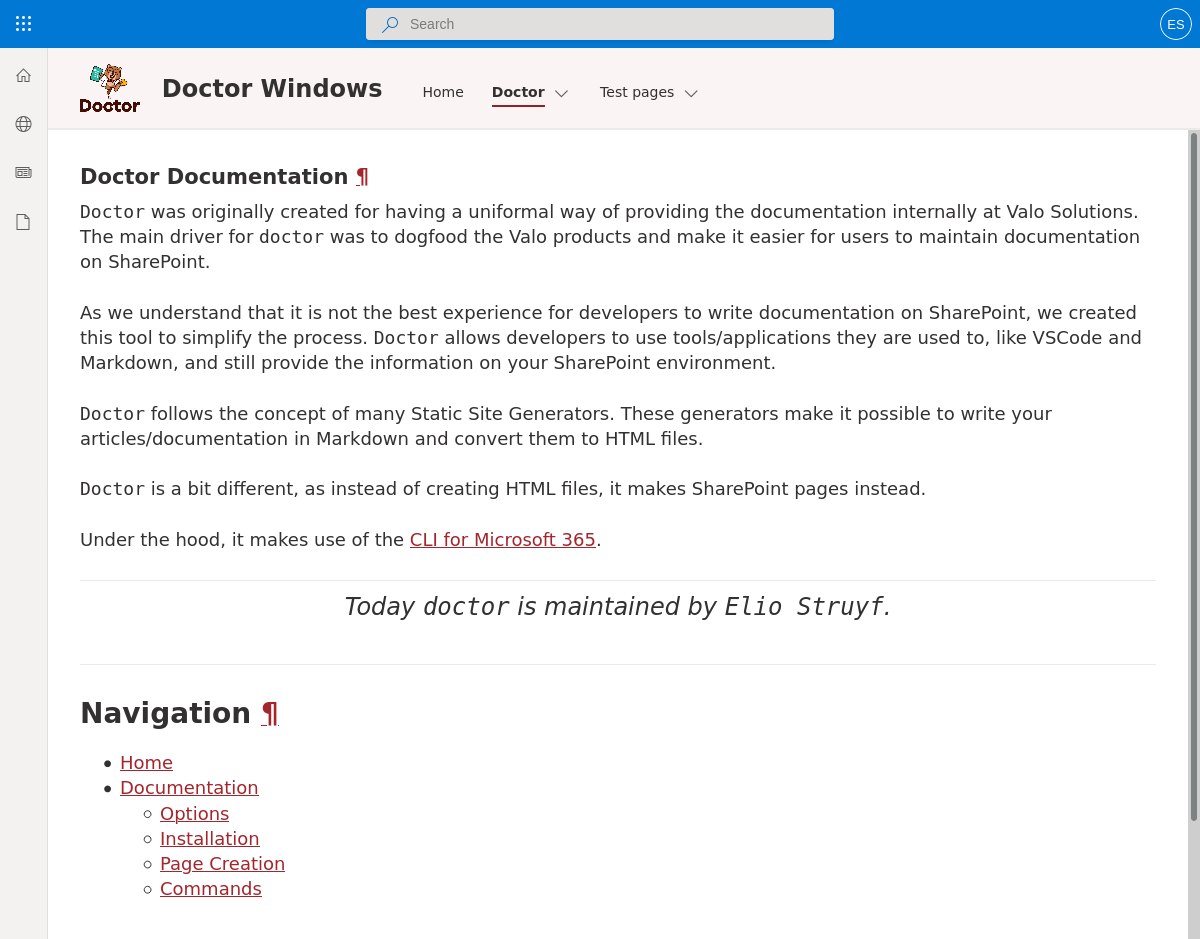 Search
ES
Doctor
Doctor Windows
Home
Doctor
Test pages
Doctor Documentation ¶
Doctor was originally created for having a uniformal way of providing the documentation internally at Valo Solutions.
The main driver for doctor was to dogfood the Valo products and make it easier for users to maintain documentation
on SharePoint.
As we understand that it is not the best experience for developers to write documentation on SharePoint, we created
this tool to simplify the process. Doctor allows developers to use tools/applications they are used to, like VSCode and
Markdown, and still provide the information on your SharePoint environment.
Doctor follows the concept of many Static Site Generators. These generators make it possible to write your
articles/documentation in Markdown and convert them to HTML files.
Doctor is a bit different, as instead of creating HTML files, it makes SharePoint pages instead.
Under the hood, it makes use of the CLI for Microsoft 365.
Today doctor is maintained by Elio Struyf.
Navigation ¶
Home
Documentation
Options
Installation
Page Creation
Commands